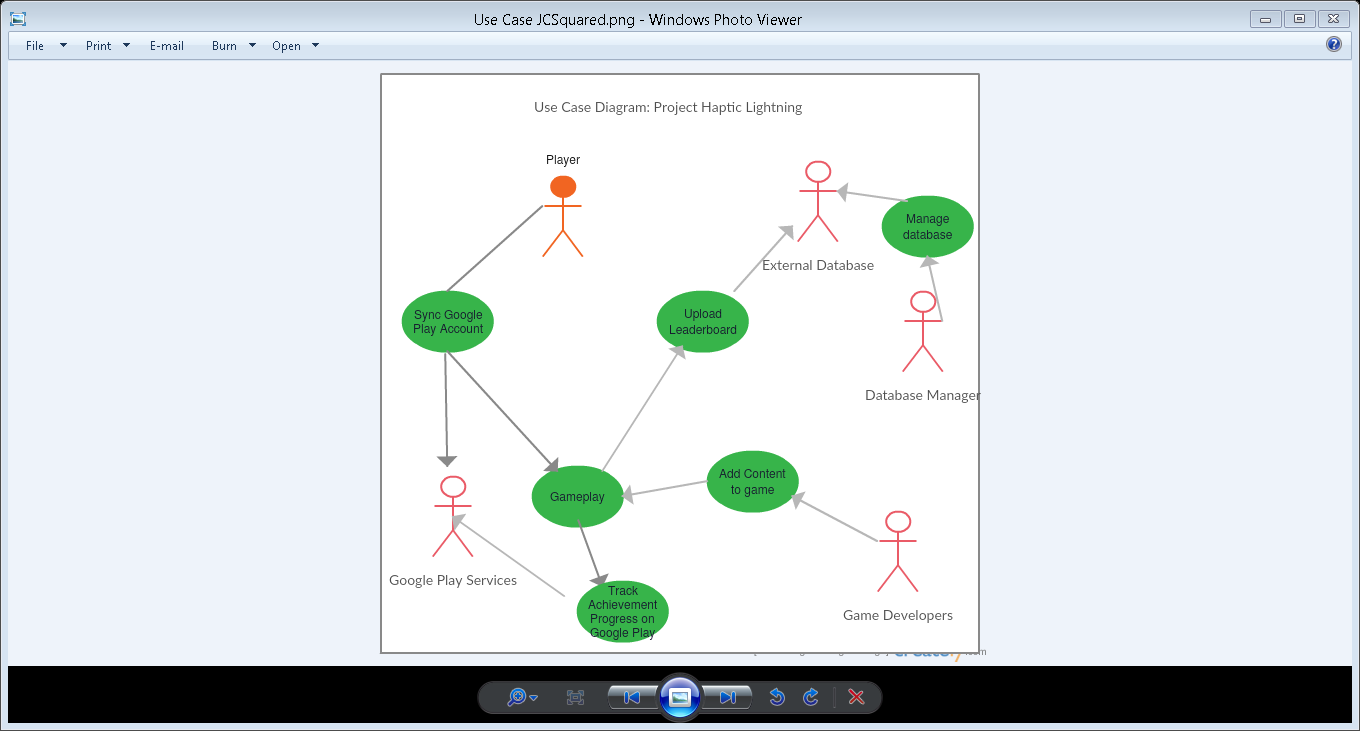 Use Case JCSquared.png - Windows Photo Viewer
File Print E-mail Burn Open
Use Case Diagram: Project Haptic Lightning
Player
Manage
database
External Database
Sync Google
Play Account
Upload
Leaderboard
Database Manager
Add Content
to game
Gameplay
Google Play Services
Track
Achievement
Progress on
Google Play
Game Developers